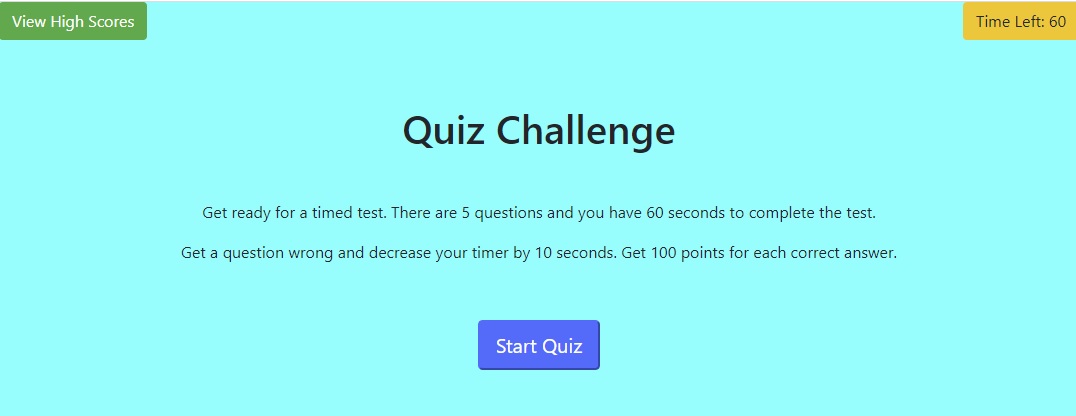 View High Scores
Time Left: 60
Quiz Challenge
Get ready for a timed test. There are 5 questions and you have 60 seconds to complete the test.
Get a question wrong and decrease your timer by 10 seconds. Get 100 points for each correct answer.
Start Quiz